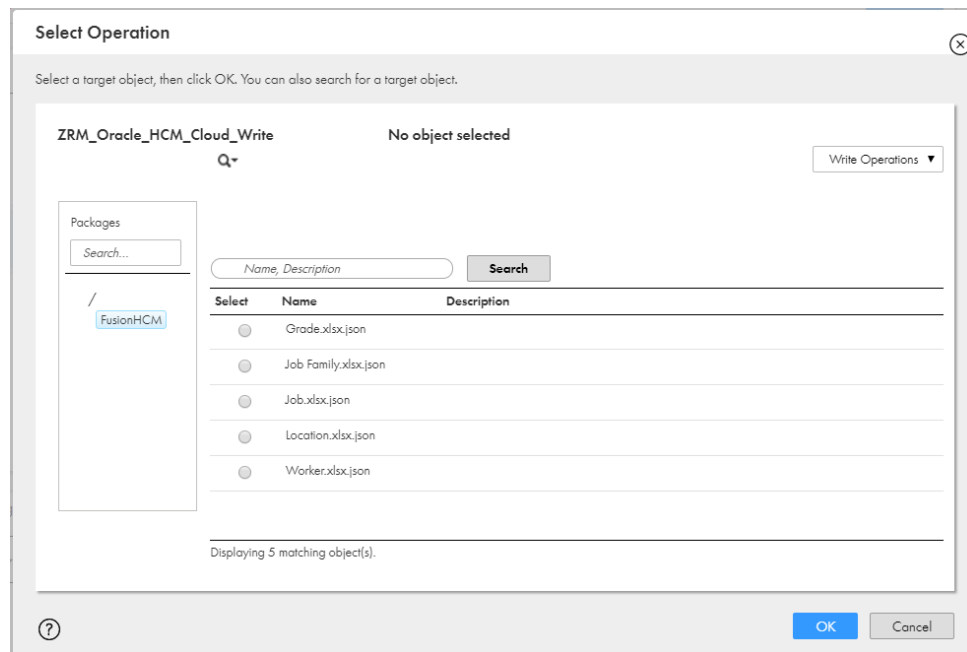 Select Operation
Select a target object, then click OK. You can also search for a target object.
ZRM_Oracle_HCM_Cloud_Write
No object selected
Write Operations ▼
Packages
Search...
/
FusionHCM
Name, Description
Search
Select Name Description
Grade.xlsx.json
Job Family.xlsx.json
Job.xlsx.json
Location.xlsx.json
Worker.xlsx.json
Displaying 5 matching object(s).
?
OK
Cancel